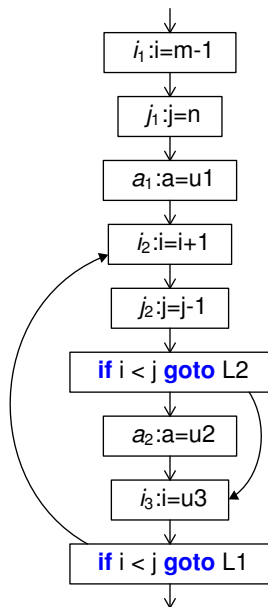 i₁:i=m-1
j₁:j=n
a₁:a=u1
i₂:i=i+1
j₂:j=j-1
if i < j goto L2
a₂:a=u2
i₃:i=u3
if i < j goto L1